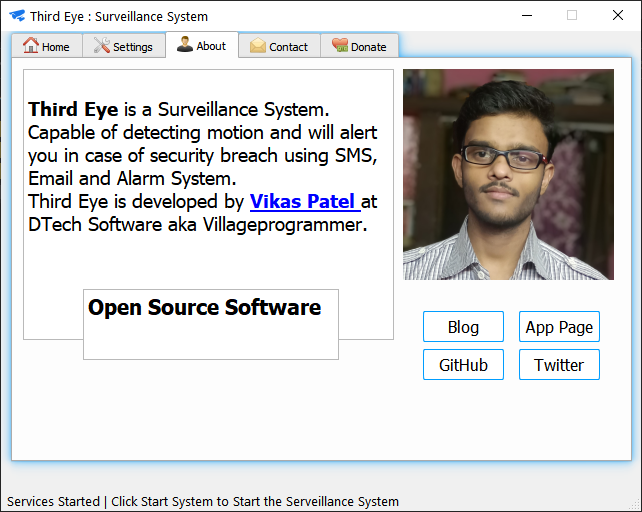 Third Eye : Surveillance System
Home Settings About Contact Donate
Third Eye is a Surveillance System.
Capable of detecting motion and will alert
you in case of security breach using SMS,
Email and Alarm System.
Third Eye is developed by Vikas Patel at
DTech Software aka Villageprogrammer.
Open Source Software
Blog App Page
GitHub Twitter
Services Started | Click Start System to Start the Serveillance System